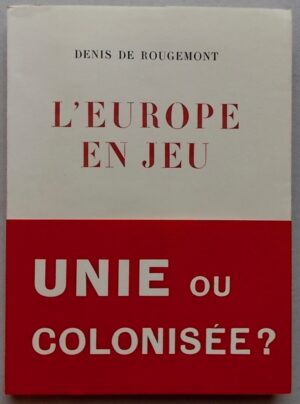 DENIS DE ROUGEMONT
L'EUROPE
EN JEU
UNIE OU
COLONISÉE?